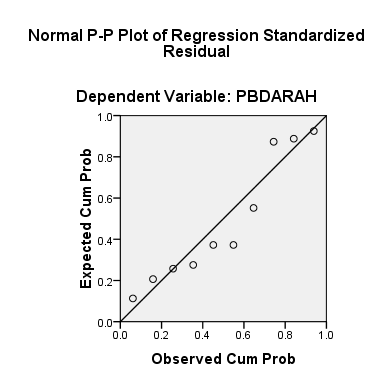 Normal P-P Plot of Regression Standardized
Residual
Dependent Variable: PBDARAH
1.0
0.8
0.6
0.4
0.2
0.0
Expected Cum Prob
0.0 0.2 0.4 0.6 0.8 1.0
Observed Cum Prob